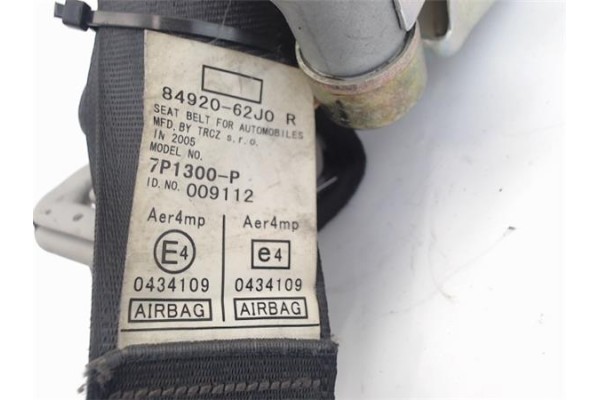 84920-62J0 R
SEAT BELT FOR AUTOMOBILES
MFD. BY TRCZ s.r.o.
IN 2005
MODEL NO.
7P1300-P
ID. NO. 009112
Aer4mp Aer4mp
E4 e4
0434109 0434109
AIRBAG AIRBAG